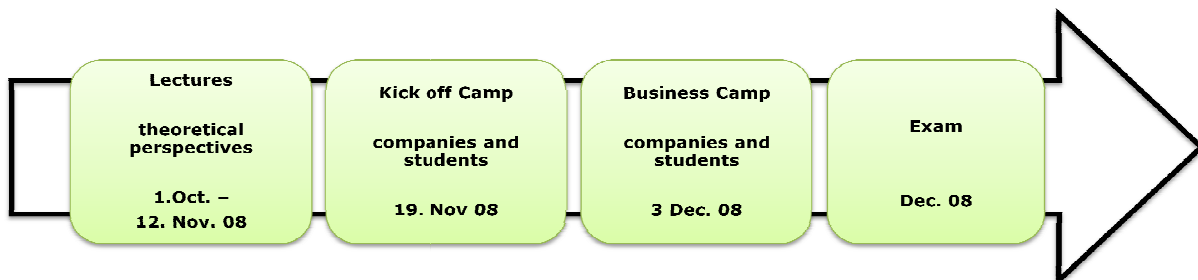 Lectures
theoretical
perspectives
1.Oct. –
12. Nov. 08
Kick off Camp
companies and
students
19. Nov 08
Business Camp
companies and
students
3 Dec. 08
Exam
Dec. 08